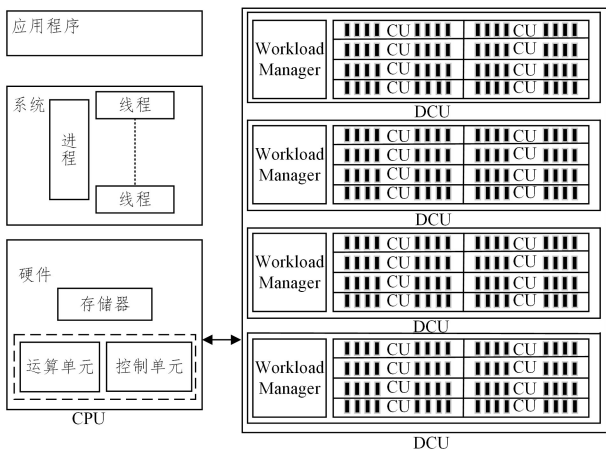 应用程序
系统
线程
进程
线程
硬件
存储器
运算单元
控制单元
CPU
Workload
Manager
CU CU
CU CU
CU CU
CU CU
DCU
Workload
Manager
CU CU
CU CU
CU CU
CU CU
DCU
Workload
Manager
CU CU
CU CU
CU CU
CU CU
DCU
Workload
Manager
CU CU
CU CU
CU CU
CU CU
DCU